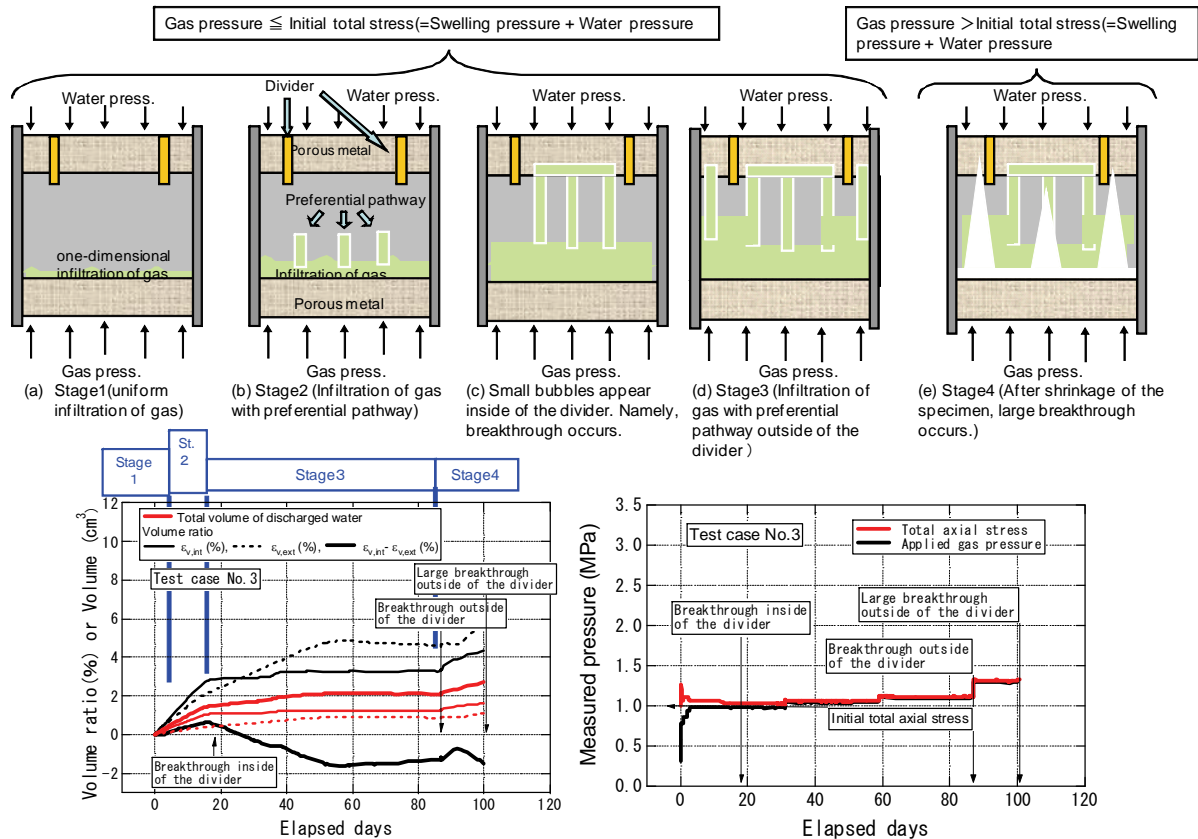 Gas pressure ≦ Initial total stress(=Swelling pressure + Water pressure
Gas pressure ＞Initial total stress(=Swelling
pressure + Water pressure
Water press.
Divider
Water press.
Water press.
Water press.
Water press.
Porous metal
Preferential pathway
one-dimensional
infiltration of gas
Infiltration of gas
Porous metal
Gas press.
Gas press.
Gas press.
Gas press.
Gas press.
(a) Stage1(uniform
infiltration of gas)
(b) Stage2 (Infiltration of gas
with preferential pathway)
(c) Small bubbles appear
inside of the divider. Namely,
breakthrough occurs.
(d) Stage3 (Infiltration of
gas with preferential
pathway outside of the
divider )
(e) Stage4 (After shrinkage of the
specimen, large breakthrough
occurs.)
Stage
1
St.
2
Stage3
Stage4
Volume ratio(%) or Volume (cm³)
12
10
8
6
4
2
0
-2
Total volume of discharged water
Volume ratio
εv,int (%), εv,ext (%), εv,int- εv,ext (%)
Test case No.3
Large breakthrough
outside of the divider
Breakthrough outside
of the divider
Breakthrough inside
of the divider
0 20 40 60 80 100 120
Elapsed days
Measured pressure (MPa)
3.5
3.0
2.5
2.0
1.5
1.0
0.5
0.0
Test case No.3
Total axial stress
Applied gas pressure
Breakthrough inside
of the divider
Large breakthrough
outside of the divider
Breakthrough outside
of the divider
Initial total axial stress
0 20 40 60 80 100 120
Elapsed days